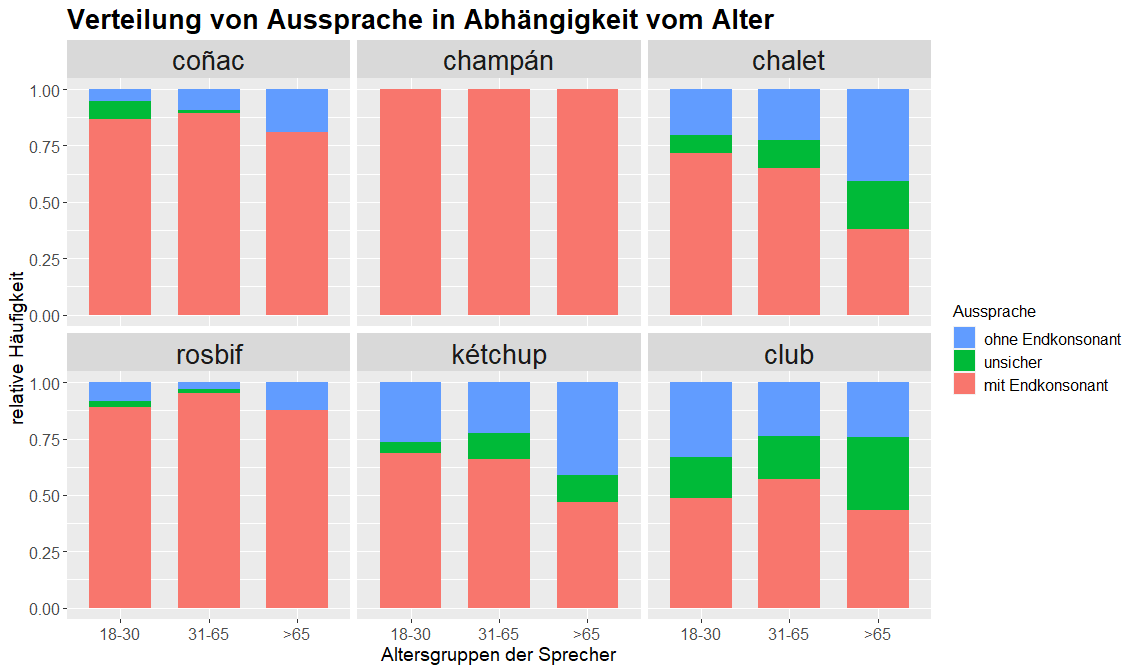 Verteilung von Aussprache in Abhängigkeit vom Alter
coñac
champán
chalet
1.00
0.75
0.50
0.25
0.00
rosbif
kétchup
club
1.00
0.75
0.50
0.25
0.00
relative Häufigkeit
18-30 31-65 >65
18-30 31-65 >65
18-30 31-65 >65
Altersgruppen der Sprecher
Aussprache
ohne Endkonsonant
unsicher
mit Endkonsonant